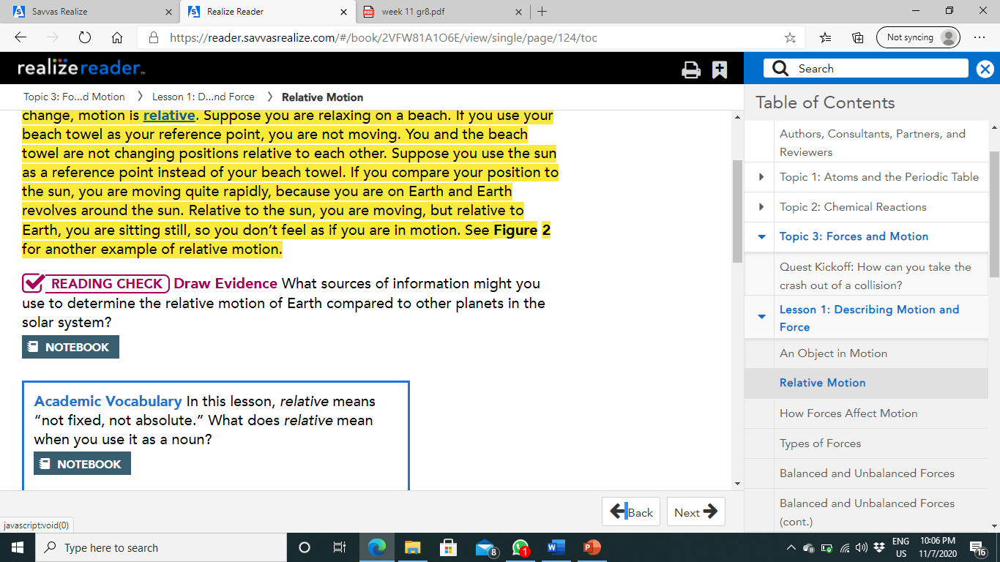 Savvas Realize
Realize Reader
week 11 gr8.pdf
https://reader.savvasrealize.com/#/book/2VFW81A1O6E/view/single/page/124/toc
Not syncing
realizereader™
Search
Topic 3: Fo...d Motion
Lesson 1: D...nd Force
Relative Motion
change, motion is relative. Suppose you are relaxing on a beach. If you use your
beach towel as your reference point, you are not moving. You and the beach
towel are not changing positions relative to each other. Suppose you use the sun
as a reference point instead of your beach towel. If you compare your position to
the sun, you are moving quite rapidly, because you are on Earth and Earth
revolves around the sun. Relative to the sun, you are moving, but relative to
Earth, you are sitting still, so you don’t feel as if you are in motion. See Figure 2
for another example of relative motion.
READING CHECK Draw Evidence What sources of information might you
use to determine the relative motion of Earth compared to other planets in the
solar system?
NOTEBOOK
Academic Vocabulary In this lesson, relative means
“not fixed, not absolute.” What does relative mean
when you use it as a noun?
NOTEBOOK
Table of Contents
Authors, Consultants, Partners, and
Reviewers
Topic 1: Atoms and the Periodic Table
Topic 2: Chemical Reactions
Topic 3: Forces and Motion
Quest Kickoff: How can you take the
crash out of a collision?
Lesson 1: Describing Motion and
Force
An Object in Motion
Relative Motion
How Forces Affect Motion
Types of Forces
Balanced and Unbalanced Forces
Balanced and Unbalanced Forces
(cont.)
Back
Next
javascript:void(0)
Type here to search
8
1
ENG
US
10:06 PM
11/7/2020
16